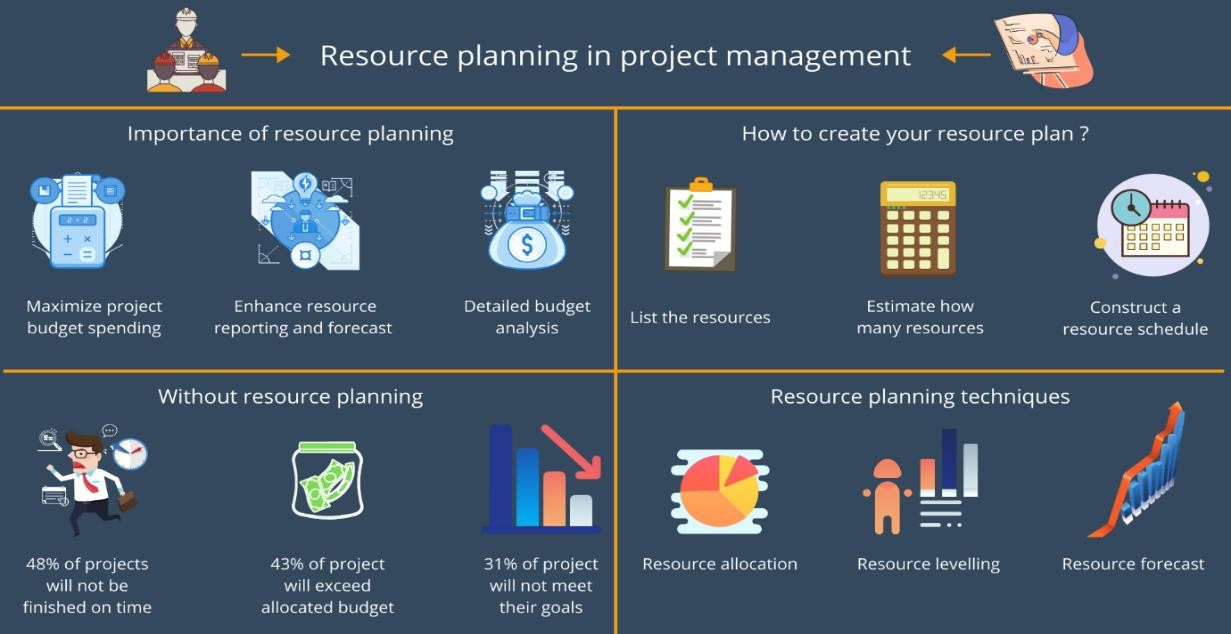 Resource planning in project management
Importance of resource planning
Maximize project
budget spending
Enhance resource
reporting and forecast
Detailed budget
analysis
How to create your resource plan ?
List the resources
12345
Estimate how
many resources
Construct a
resource schedule
Without resource planning
48% of projects
will not be
finished on time
43% of project
will exceed
allocated budget
31% of project
will not meet
their goals
Resource planning techniques
Resource allocation
Resource levelling
Resource forecast